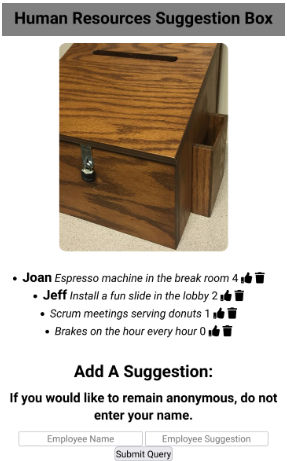 Human Resources Suggestion Box
Joan Espresso machine in the break room 4
Jeff Install a fun slide in the lobby 2
Scrum meetings serving donuts 1
Brakes on the hour every hour 0
Add A Suggestion:
If you would like to remain anonymous, do not
enter your name.
Employee Name Employee Suggestion
Submit Query